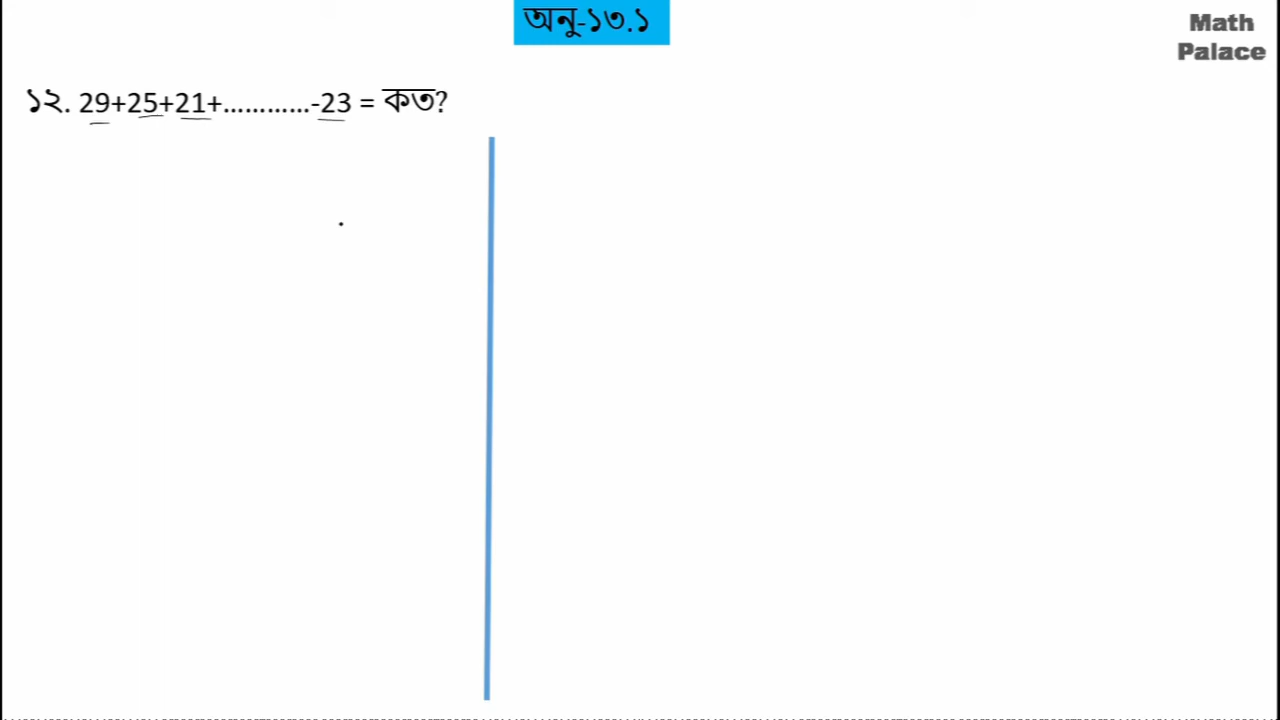 অনু-১৩.১
Math
Palace
১২. 29+25+21+............-23 = কত?